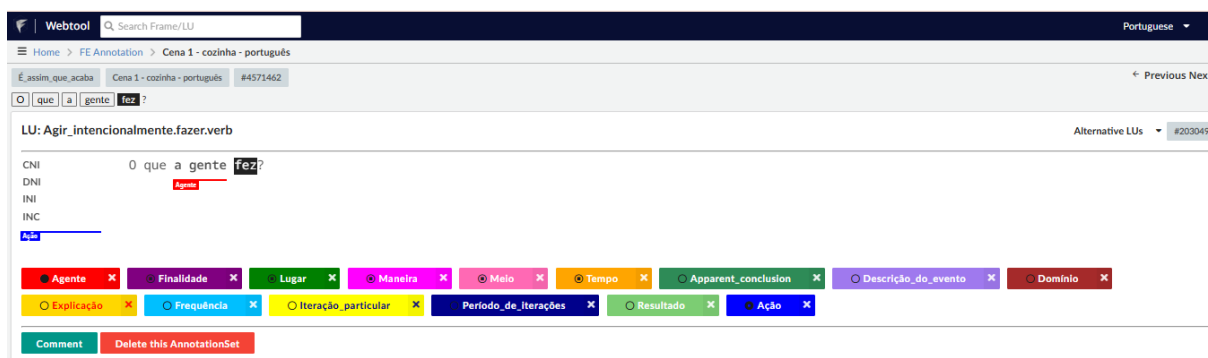 Webtool Search Frame/LU Portuguese
Home > FE Annotation > Cena 1 - cozinha - português
É_assim_que_acaba Cena 1 - cozinha - português #4571462 Previous Nex
O que a gente fez ?
LU: Agir_intencionalmente.fazer.verb Alternative LUs #203049
CNI O que a gente fez?
DNI Agente
INI
INC
Ação
Agente Finalidade Lugar Maneira Meio Tempo Apparent_conclusion Descrição_do_evento Domínio
Explicação Frequência Iteração_particular Período_de_iterações Resultado Ação
Comment Delete this AnnotationSet